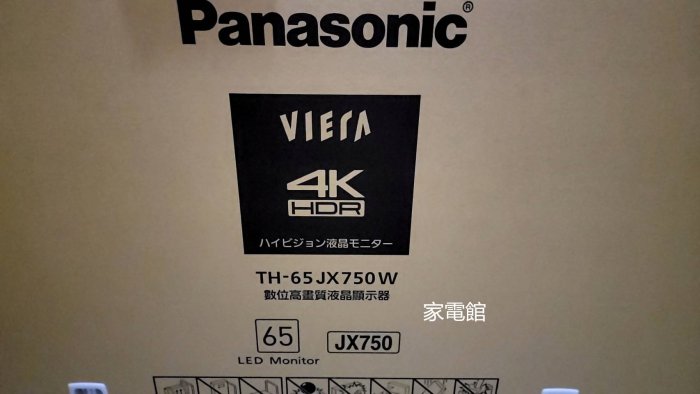 Panasonic®
VIErA
4K
HDR
ハイビジョン液晶モニター
TH-65JX750W
數位高畫質液晶顯示器
家電館
65
JX750
LED Monitor